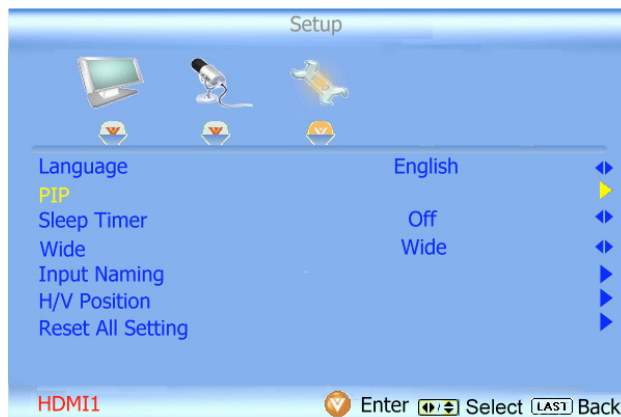 Setup
Language English
PIP
Sleep Timer Off
Wide Wide
Input Naming
H/V Position
Reset All Setting
HDMI1 V Enter Select LAST Back